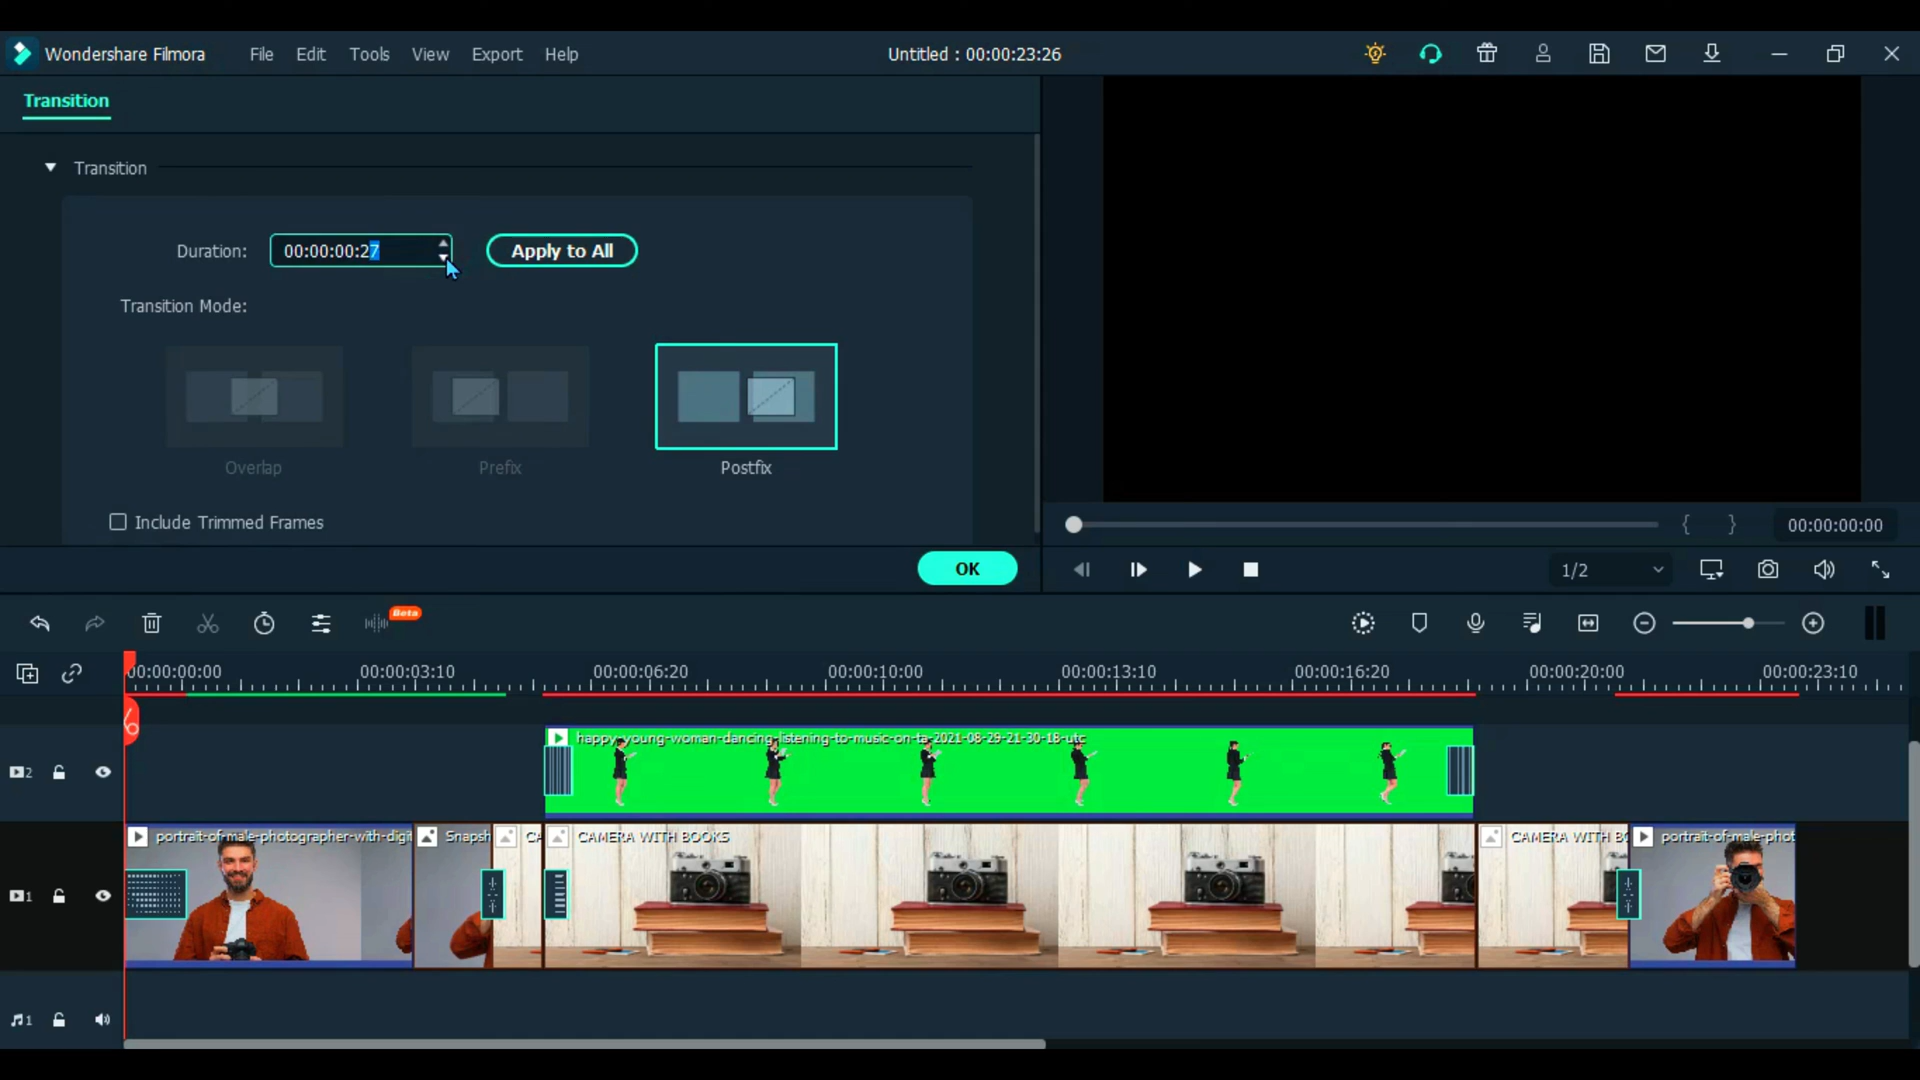 Wondershare Filmora File Edit Tools View Export Help Untitled : 00:00:23:26
Transition
Transition
Duration: 00:00:00:27 Apply to All
Transition Mode:
Overlap Prefix Postfix
Include Trimmed Frames
OK
00:00:00:00
1/2
Beta
00:00:00:00 00:00:03:10 00:00:06:20 00:00:10:00 00:00:13:10 00:00:16:20 00:00:20:00 00:00:23:10
happy-young-woman-dancing-listening-to-music-on-ta-2021-08-29-21-30-18-utc
2
portrait-of-male-photographer-with-digit Snapsh CA CAMERA WITH BOOKS CAMERA WITH BO portrait-of-male-phot
1
1